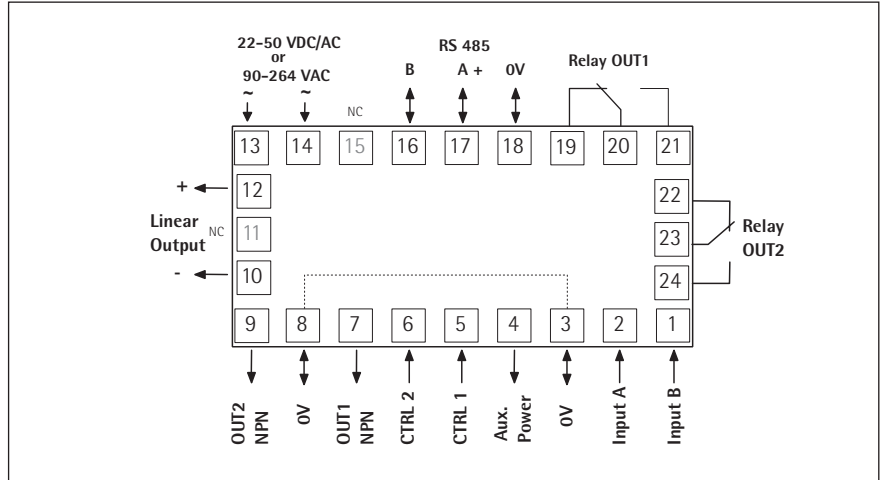 22-50 VDC/AC
or
90-264 VAC
~ ~
RS 485
B A + 0V
Relay OUT1
NC
13 14 15 16 17 18 19 20 21
+ 12
Linear
Output
NC 11
- 10
22
23
24
Relay
OUT2
9 8 7 6 5 4 3 2 1
OUT2
NPN
0V
OUT1
NPN
CTRL 2
CTRL 1
Aux.
Power
0V
Input A
Input B